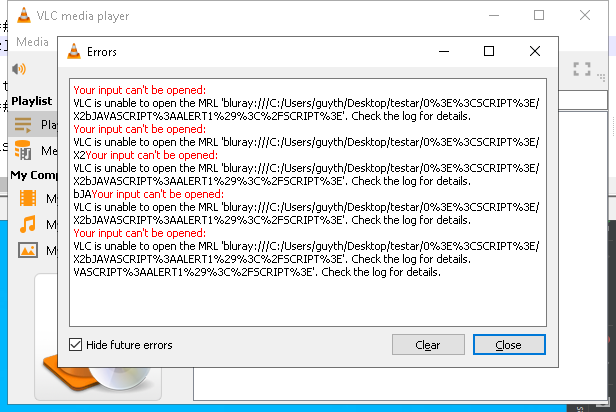 VLC media player
Media
Errors
Playlist
Pla
Me
My Comp
M
My
My
Your input can't be opened:
VLC is unable to open the MRL 'bluray:///C:/Users/guyth/Desktop/testar/0%3E%3CSCRIPT%3E/
X2bJAVASCRIPT%3AALERT1%29%3C%2FSCRIPT%3E'. Check the log for details.
Your input can't be opened:
VLC is unable to open the MRL 'bluray:///C:/Users/guyth/Desktop/testar/0%3E%3CSCRIPT%3E/
X2Your input can't be opened:
VLC is unable to open the MRL 'bluray:///C:/Users/guyth/Desktop/testar/0%3E%3CSCRIPT%3E/
X2bJAVASCRIPT%3AALERT1%29%3C%2FSCRIPT%3E'. Check the log for details.
bJAYour input can't be opened:
VLC is unable to open the MRL 'bluray:///C:/Users/guyth/Desktop/testar/0%3E%3CSCRIPT%3E/
X2bJAVASCRIPT%3AALERT1%29%3C%2FSCRIPT%3E'. Check the log for details.
Your input can't be opened:
VLC is unable to open the MRL 'bluray:///C:/Users/guyth/Desktop/testar/0%3E%3CSCRIPT%3E/
X2bJAVASCRIPT%3AALERT1%29%3C%2FSCRIPT%3E'. Check the log for details.
VASCRIPT%3AALERT1%29%3C%2FSCRIPT%3E'. Check the log for details.
Hide future errors
Clear
Close